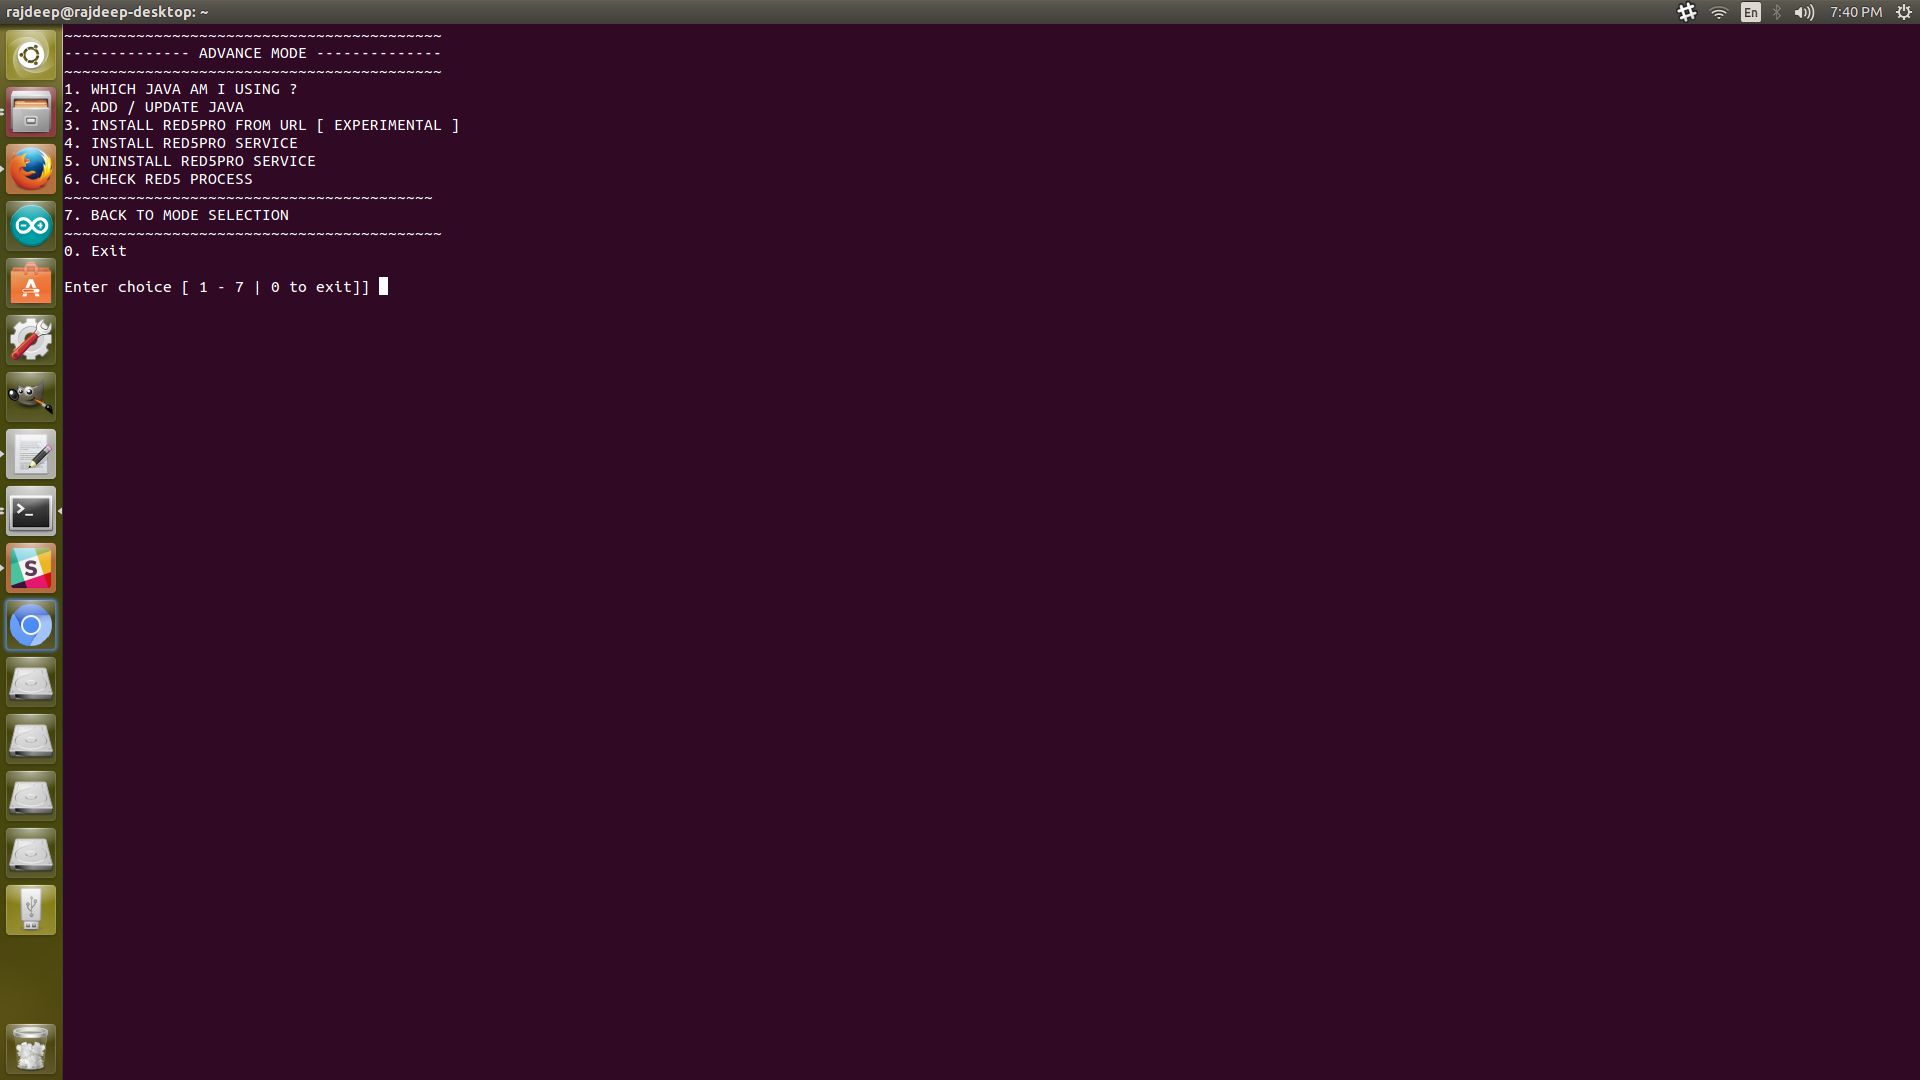 rajdeep@rajdeep-desktop: ~
En
7:40 PM
~~~~~~~~~~~~~~~~~~~~~~~~~~~~~~~~~~~~~~~~~~
-------------- ADVANCE MODE --------------
~~~~~~~~~~~~~~~~~~~~~~~~~~~~~~~~~~~~~~~~~~
1. WHICH JAVA AM I USING ?
2. ADD / UPDATE JAVA
3. INSTALL RED5PRO FROM URL [ EXPERIMENTAL ]
4. INSTALL RED5PRO SERVICE
5. UNINSTALL RED5PRO SERVICE
6. CHECK RED5 PROCESS
~~~~~~~~~~~~~~~~~~~~~~~~~~~~~~~~~~~~~~~~~
7. BACK TO MODE SELECTION
~~~~~~~~~~~~~~~~~~~~~~~~~~~~~~~~~~~~~~~~~~
0. Exit
Enter choice [ 1 - 7 | 0 to exit]]